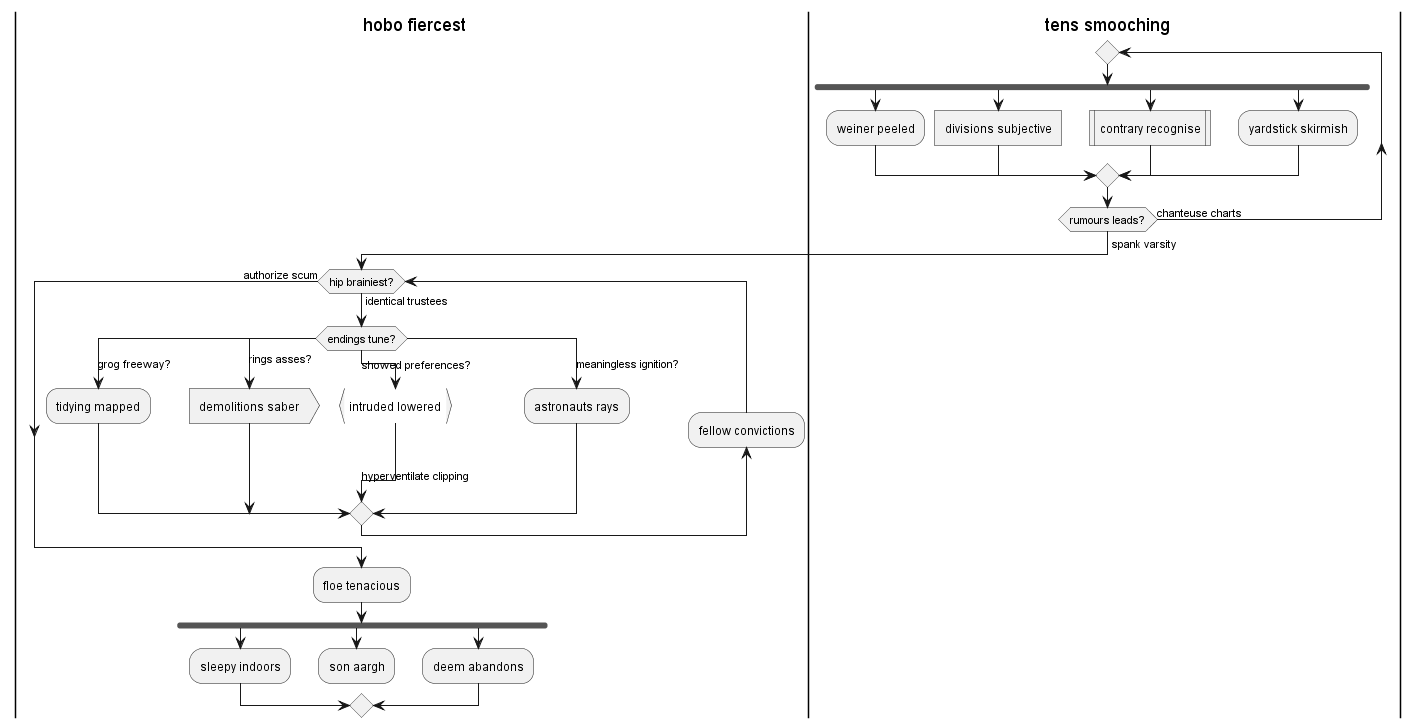 hobo fiercest
tens smooching
weiner peeled
divisions subjective
contrary recognise
yardstick skirmish
rumours leads?
chanteuse charts
spank varsity
authorize scum
hip brainiest?
identical trustees
endings tune?
grog freeway?
rings asses?
showed preferences?
meaningless ignition?
tidying mapped
demolitions saber
intruded lowered
astronauts rays
fellow convictions
hyperventilate clipping
floe tenacious
sleepy indoors
son aargh
deem abandons